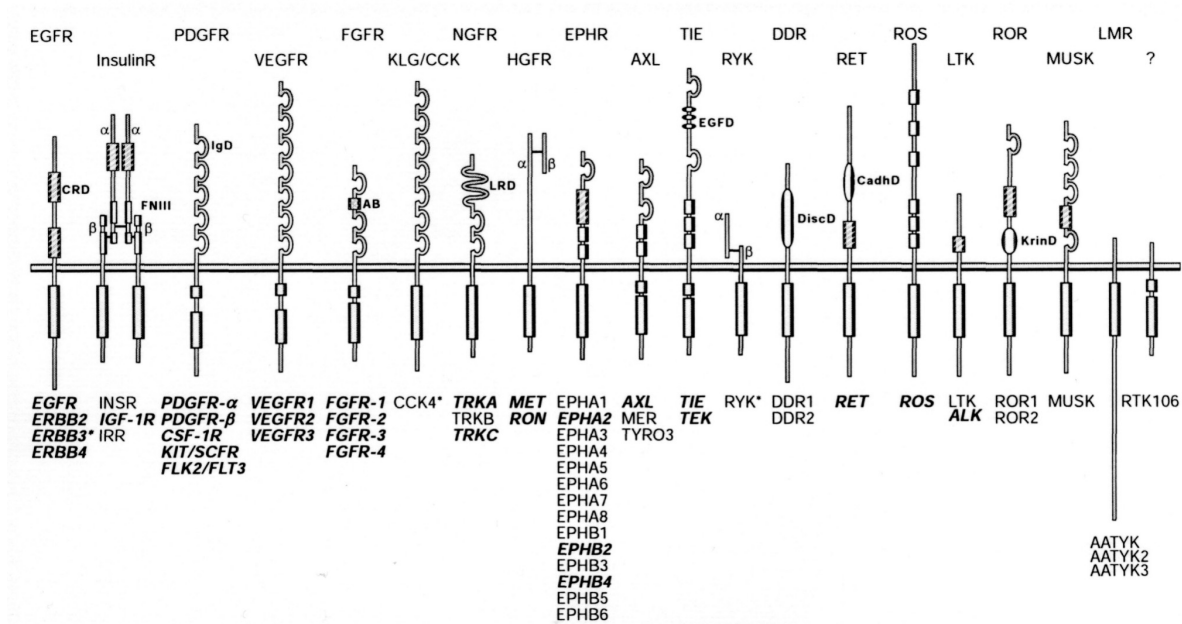 EGFR PDGFR FGFR NGFR EPHR TIE DDR ROS ROR LMR
InsulinR VEGFR KLG/CCK HGFR AXL RYK RET LTK MUSK ?
α α
IgD
EGFD
CRD
FNIII
β β
AB
LRD
α β
α β
DiscD
CadhD
KrinD
EGFR INSR PDGFR-α VEGFR1 FGFR-1 CCK4* TRKA MET EPHA1 AXL TIE RYK* DDR1 RET ROS LTK ROR1 MUSK RTK106
ERBB2 IGF-1R PDGFR-β VEGFR2 FGFR-2 TRKB RON EPHA2 MER TEK DDR2 ALK ROR2
ERBB3* IRR CSF-1R VEGFR3 FGFR-3 TRKC EPHA3 TYRO3
ERBB4 KIT/SCFR FGFR-4 EPHA4
FLK2/FLT3 EPHA5
EPHA6
EPHA7
EPHA8
EPHB1
EPHB2
EPHB3
EPHB4
EPHB5
EPHB6
AATYK
AATYK2
AATYK3